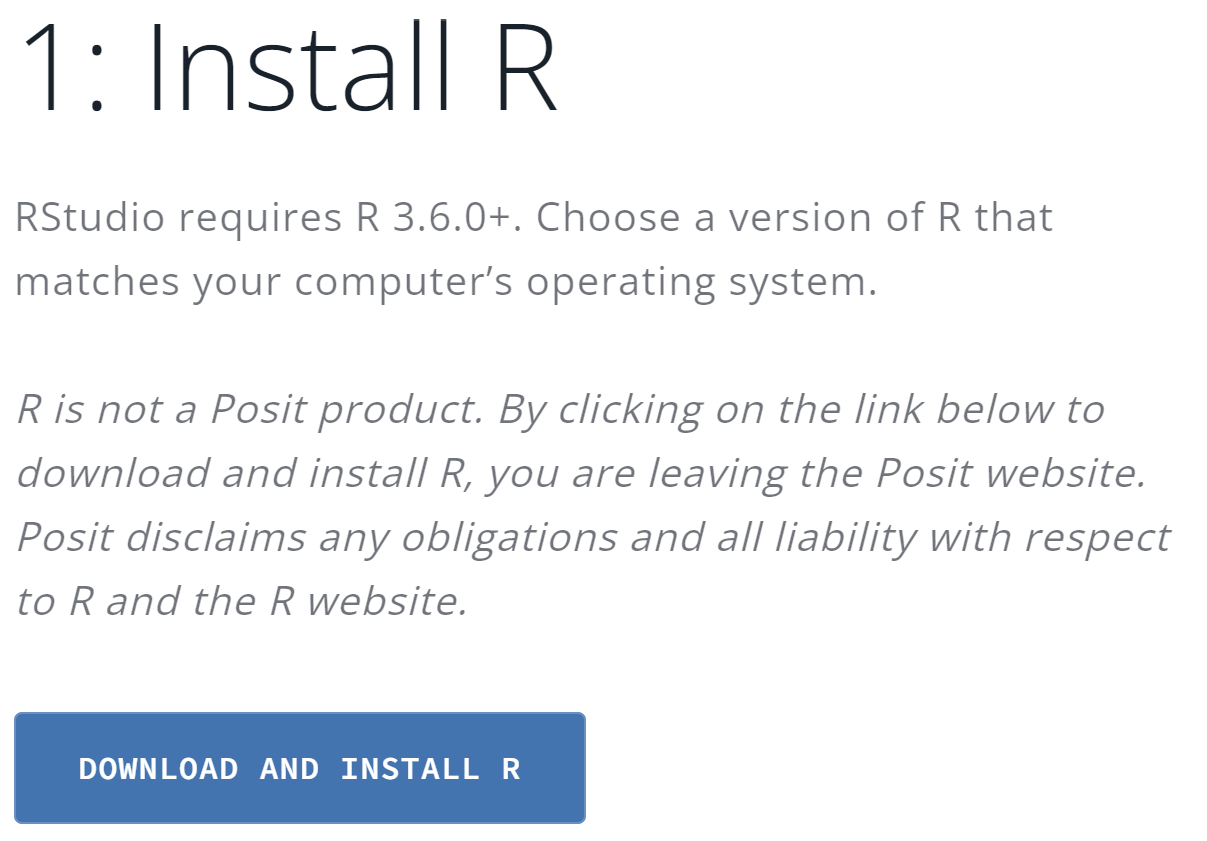 1: Install R
RStudio requires R 3.6.0+. Choose a version of R that
matches your computer’s operating system.
R is not a Posit product. By clicking on the link below to
download and install R, you are leaving the Posit website.
Posit disclaims any obligations and all liability with respect
to R and the R website.
DOWNLOAD AND INSTALL R